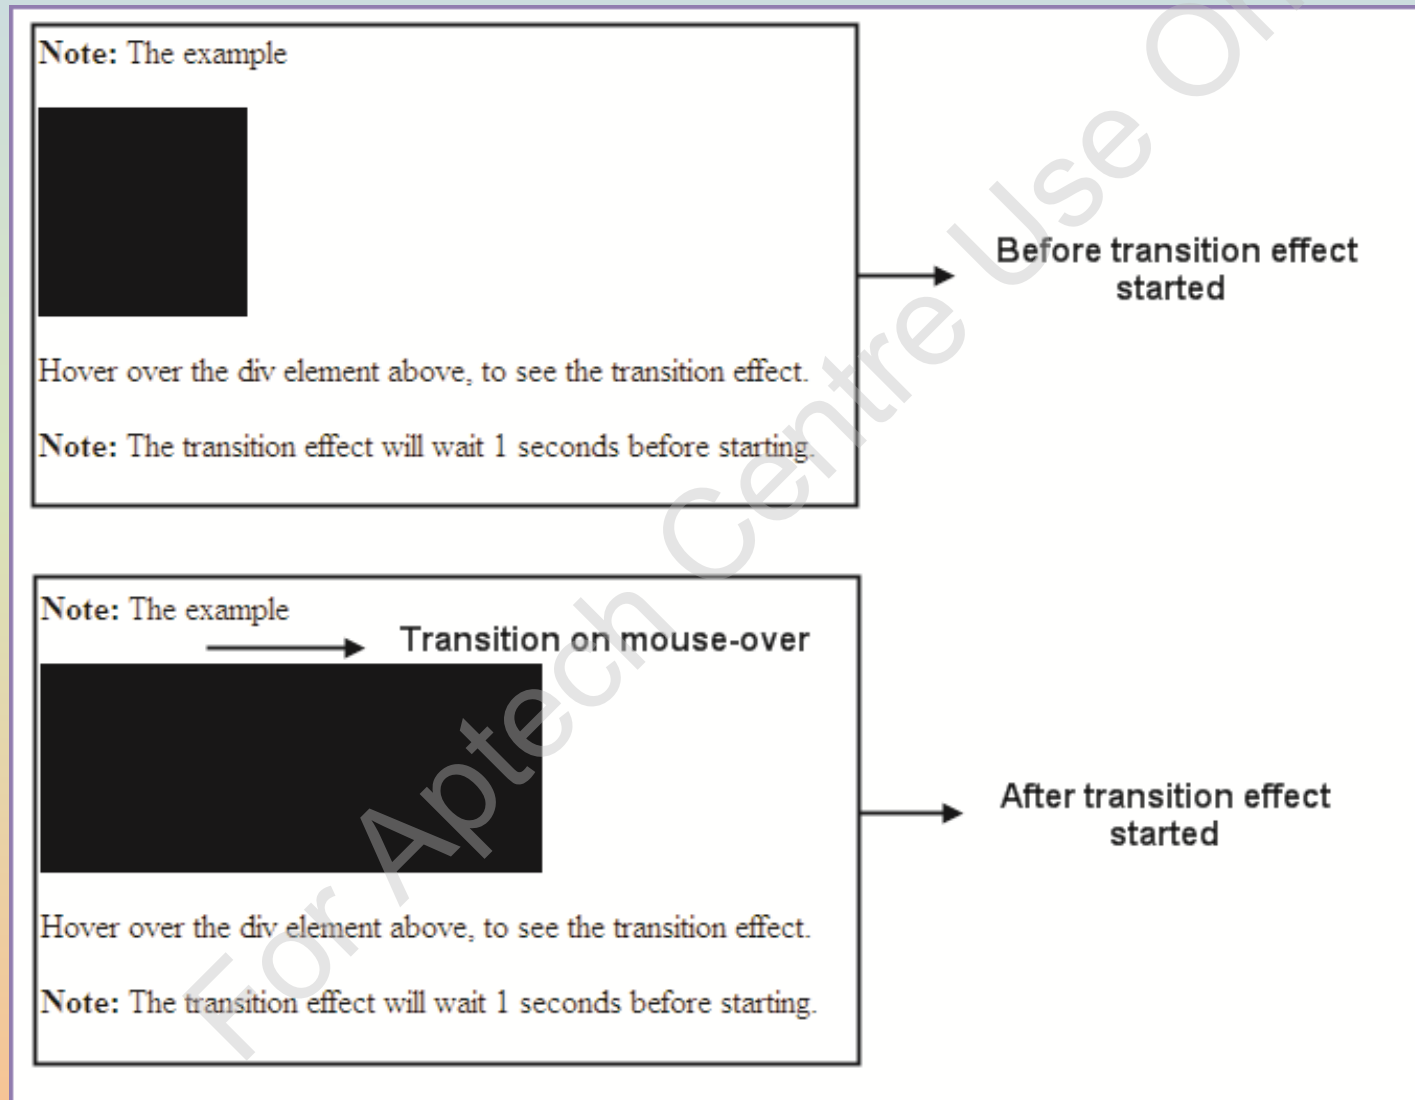 Note: The example
Before transition effect
started
Hover over the div element above, to see the transition effect.
Note: The transition effect will wait 1 seconds before starting.
Note: The example
Transition on mouse-over
After transition effect
started
Hover over the div element above, to see the transition effect.
Note: The transition effect will wait 1 seconds before starting.
For Aptech Centre Use